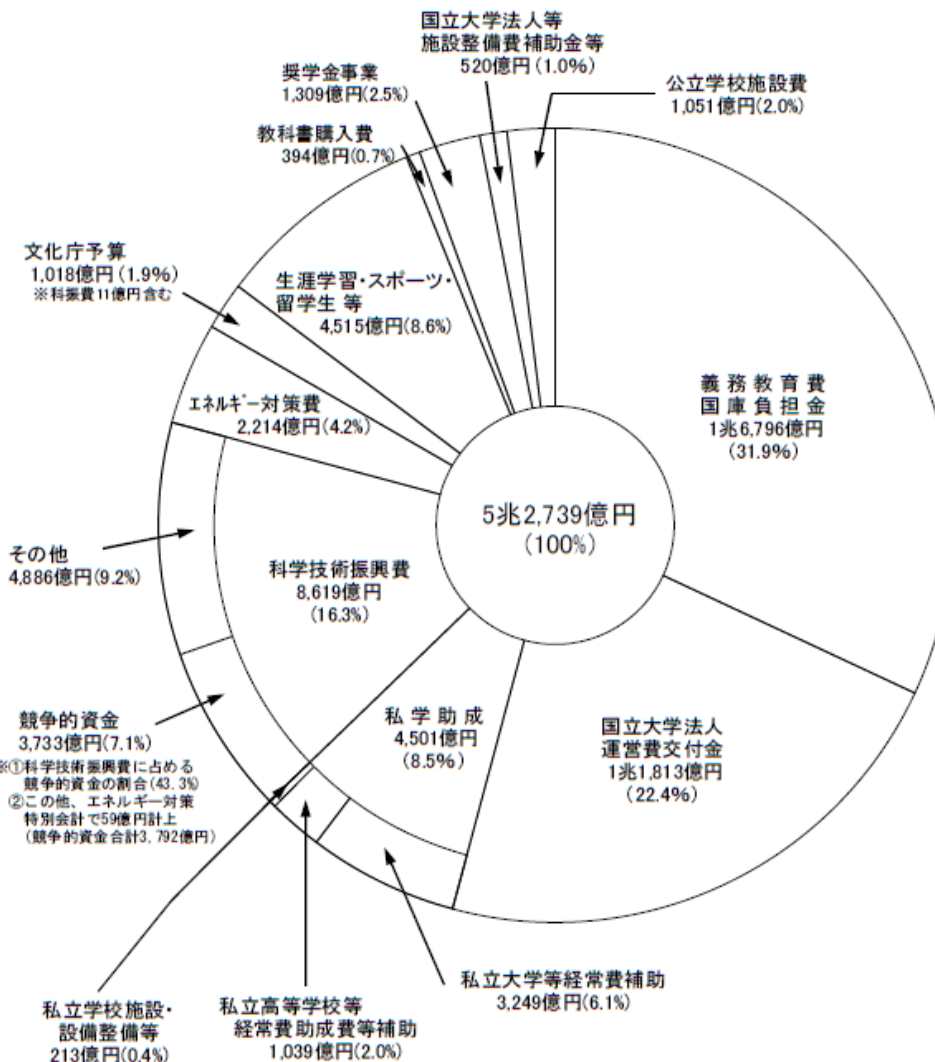 国立大学法人等
施設整備費補助金等
520億円(1.0%)
奨学金事業
1,309億円(2.5%)
公立学校施設費
1,051億円(2.0%)
教科書購入費
394億円(0.7%)
文化庁予算
1,018億円(1.9%)
※科振費11億円含む
生涯学習・スポーツ・
留学生 等
4,515億円(8.6%)
義務教育費
国庫負担金
1兆6,796億円
(31.9%)
エネルギー対策費
2,214億円(4.2%)
5兆2,739億円
(100%)
その他
4,886億円(9.2%)
科学技術振興費
8,619億円
(16.3%)
競争的資金
3,733億円(7.1%)
※①科学技術振興費に占める
競争的資金の割合(43.3%)
②この他、エネルギー対策
特別会計で59億円計上
(競争的資金合計3,792億円)
私学助成
4,501億円
(8.5%)
国立大学法人
運営費交付金
1兆1,813億円
(22.4%)
私立大学等経常費補助
3,249億円(6.1%)
私立高等学校等
経常費助成費等補助
1,039億円(2.0%)
私立学校施設・
設備整備等
213億円(0.4%)